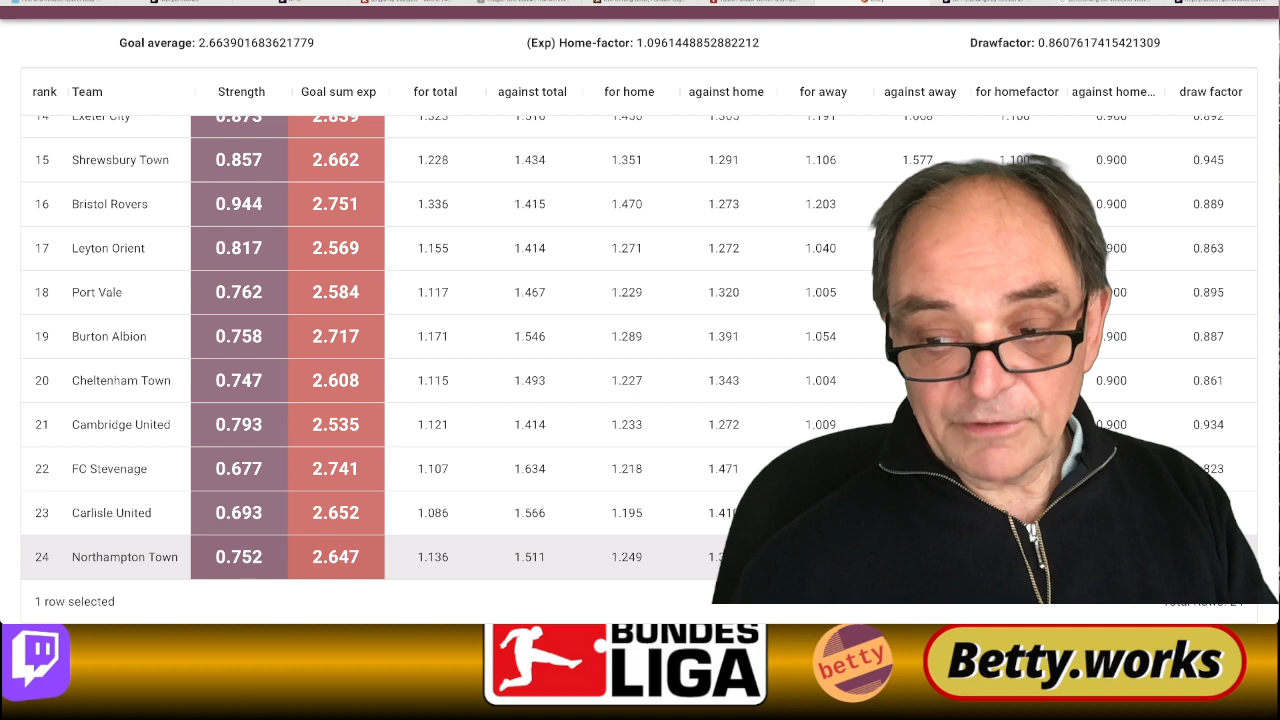 Goal average: 2.663901683621779 (Exp) Home-factor: 1.0961448852882212 Drawfactor: 0.8607617415421309
rank Team Strength Goal sum exp for total against total for home against home for away against away for homefactor against home... draw factor
14 Exeter City 0.873 2.839 1.323 1.516 1.191 1.100 0.900 0.892
15 Shrewsbury Town 0.857 2.662 1.228 1.434 1.351 1.291 1.106 1.577 1.100 0.900 0.945
16 Bristol Rovers 0.944 2.751 1.336 1.415 1.470 1.273 1.203 0.900 0.889
17 Leyton Orient 0.817 2.569 1.155 1.414 1.271 1.272 1.040 900 0.863
18 Port Vale 0.762 2.584 1.117 1.467 1.229 1.320 1.005 00 0.895
19 Burton Albion 0.758 2.717 1.171 1.546 1.289 1.391 1.054 900 0.887
20 Cheltenham Town 0.747 2.608 1.115 1.493 1.227 1.343 1.004 0.900 0.861
21 Cambridge United 0.793 2.535 1.121 1.414 1.233 1.272 1.009 0.900 0.934
22 FC Stevenage 0.677 2.741 1.107 1.634 1.218 1.471 823
23 Carlisle United 0.693 2.652 1.086 1.566 1.195 1.410
24 Northampton Town 0.752 2.647 1.136 1.511 1.249 1.3
1 row selected
BUNDES
LIGA
betty
Betty.works